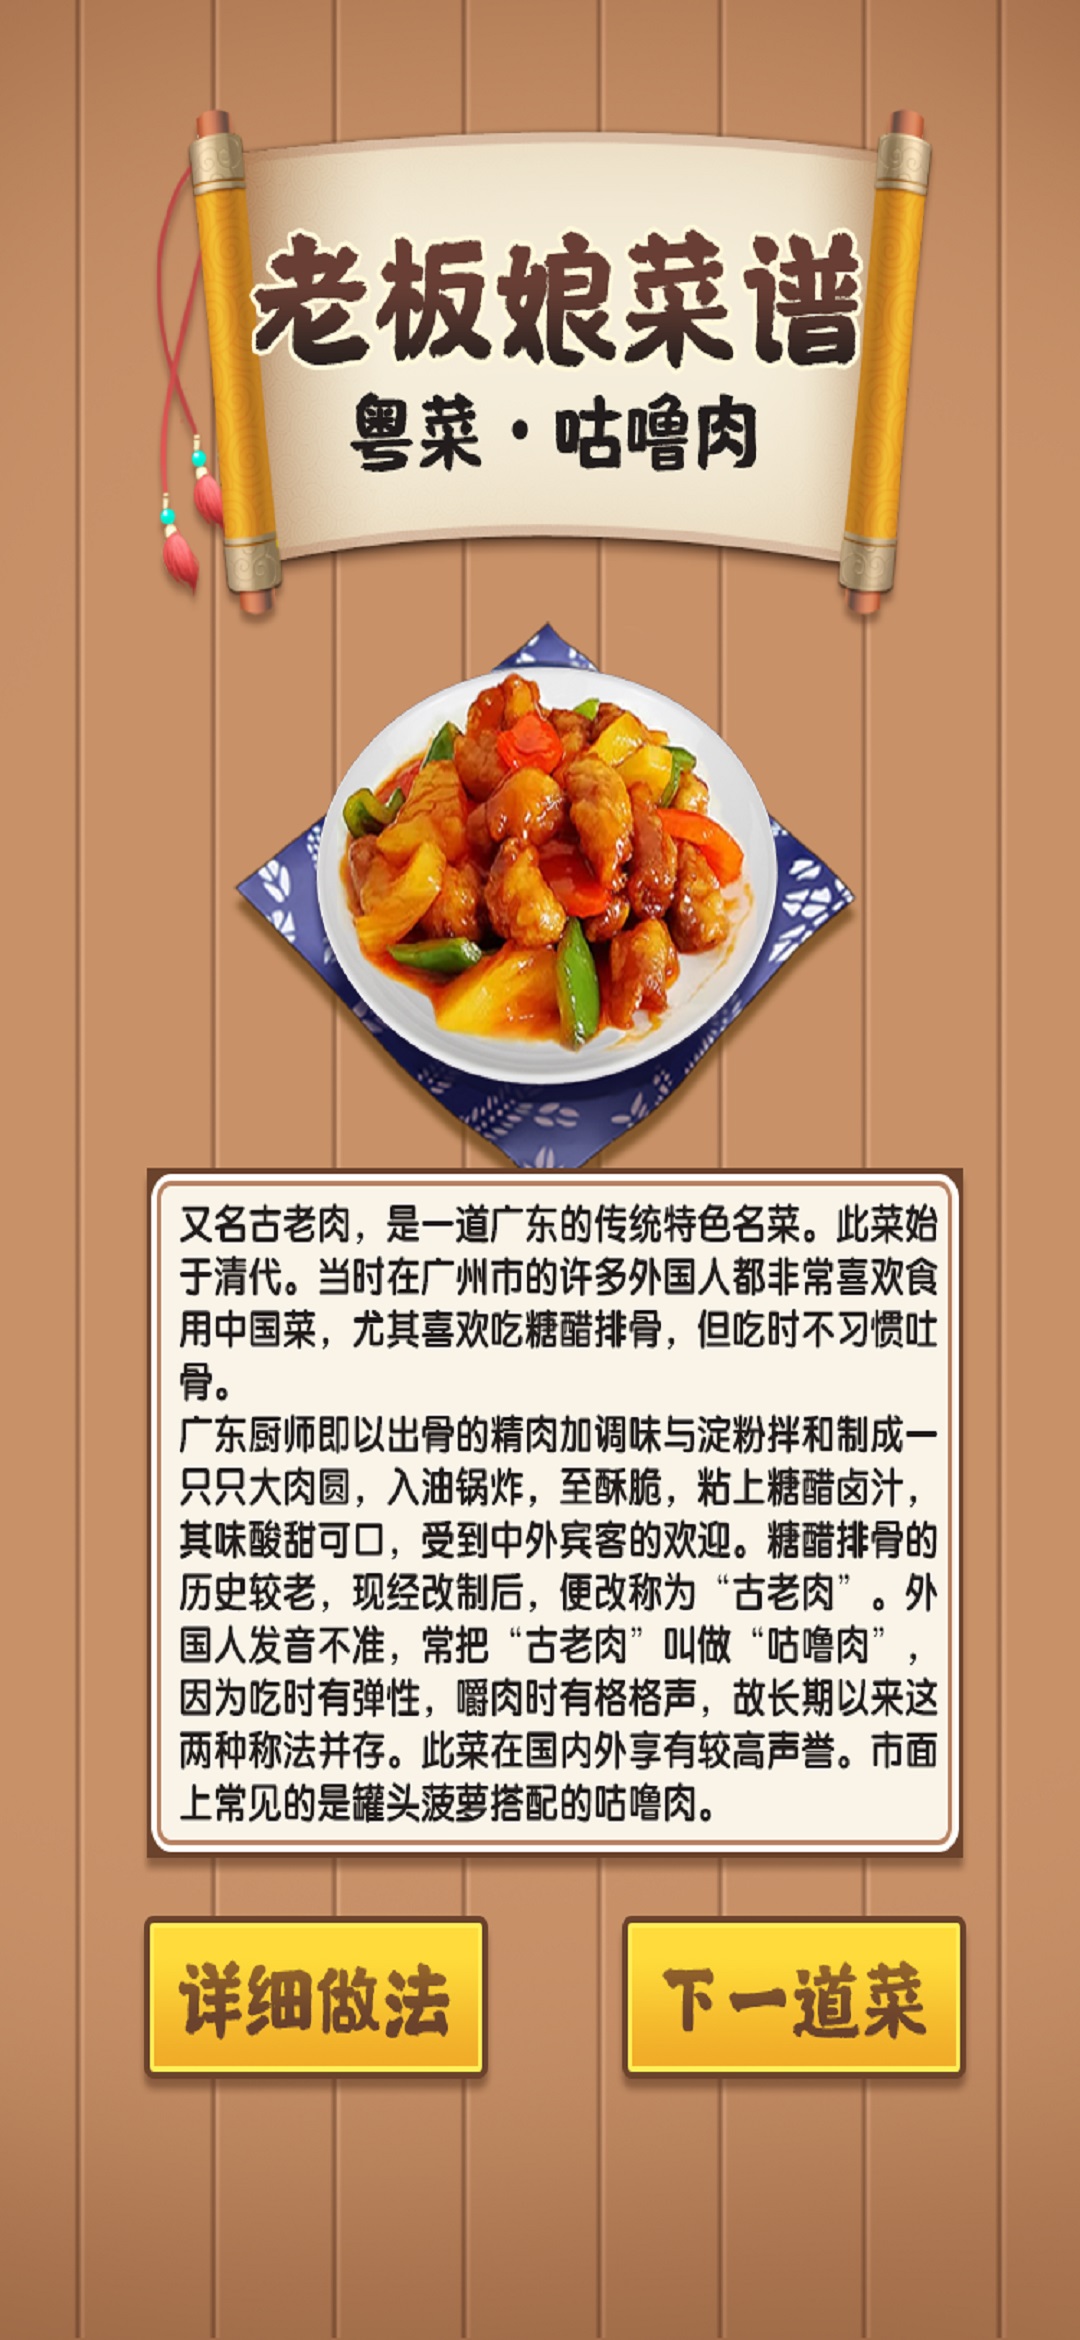 老板娘菜谱
粤菜·咕噜肉
又名古老肉，是一道广东的传统特色名菜。此菜始
于清代。当时在广州市的许多外国人都非常喜欢食
用中国菜，尤其喜欢吃糖醋排骨，但吃时不习惯吐
骨。
广东厨师即以出骨的精肉加调味与淀粉拌和制成一
只只大肉圆，入油锅炸，至酥脆，粘上糖醋卤汁，
其味酸甜可口，受到中外宾客的欢迎。糖醋排骨的
历史较老，现经改制后，便改称为“古老肉”。外
国人发音不准，常把“古老肉”叫做“咕噜肉”，
因为吃时有弹性，嚼肉时有格格声，故长期以来这
两种称法并存。此菜在国内外享有较高声誉。市面
上常见的是罐头菠萝搭配的咕噜肉。
详细做法
下一道菜